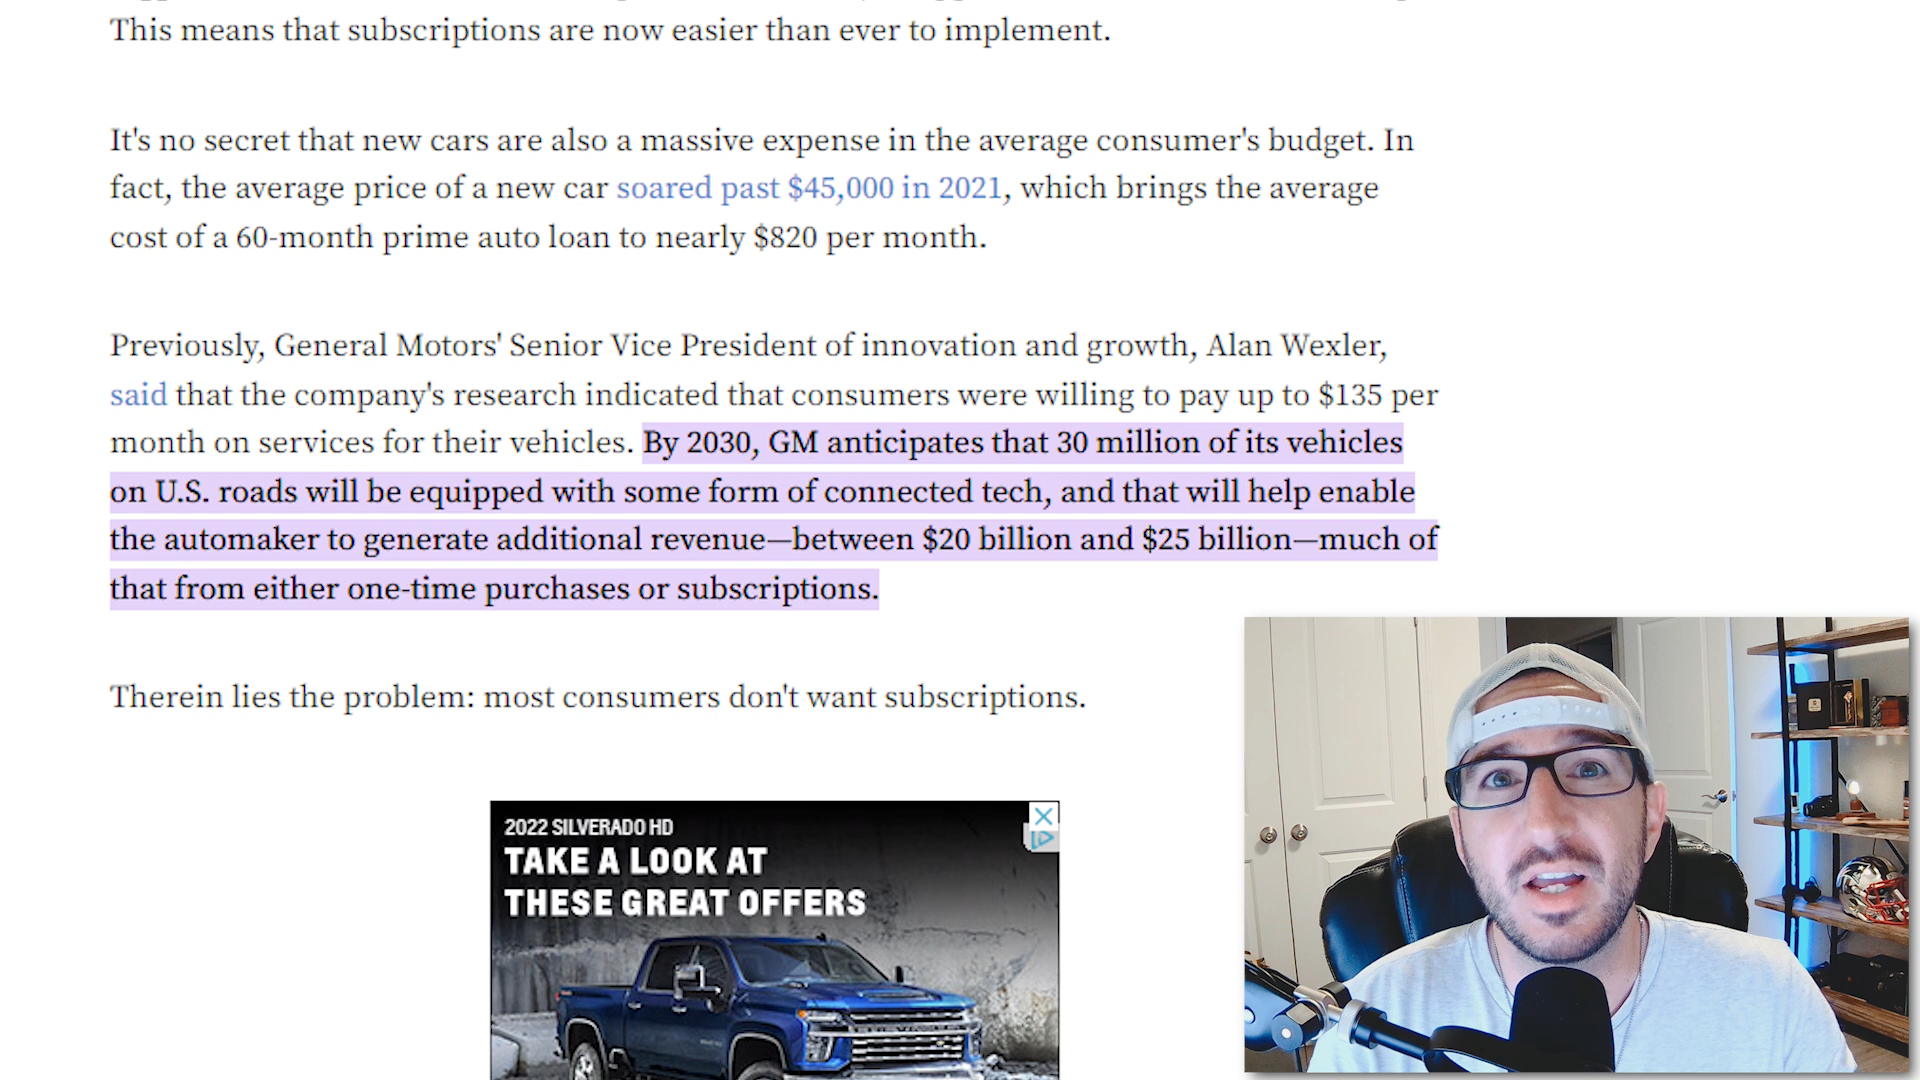 This means that subscriptions are now easier than ever to implement.
It's no secret that new cars are also a massive expense in the average consumer's budget. In
fact, the average price of a new car soared past $45,000 in 2021, which brings the average
cost of a 60-month prime auto loan to nearly $820 per month.
Previously, General Motors' Senior Vice President of innovation and growth, Alan Wexler,
said that the company's research indicated that consumers were willing to pay up to $135 per
month on services for their vehicles. By 2030, GM anticipates that 30 million of its vehicles
on U.S. roads will be equipped with some form of connected tech, and that will help enable
the automaker to generate additional revenue—between $20 billion and $25 billion—much of
that from either one-time purchases or subscriptions.
Therein lies the problem: most consumers don't want subscriptions.
2022 SILVERADO HD
TAKE A LOOK AT
THESE GREAT OFFERS